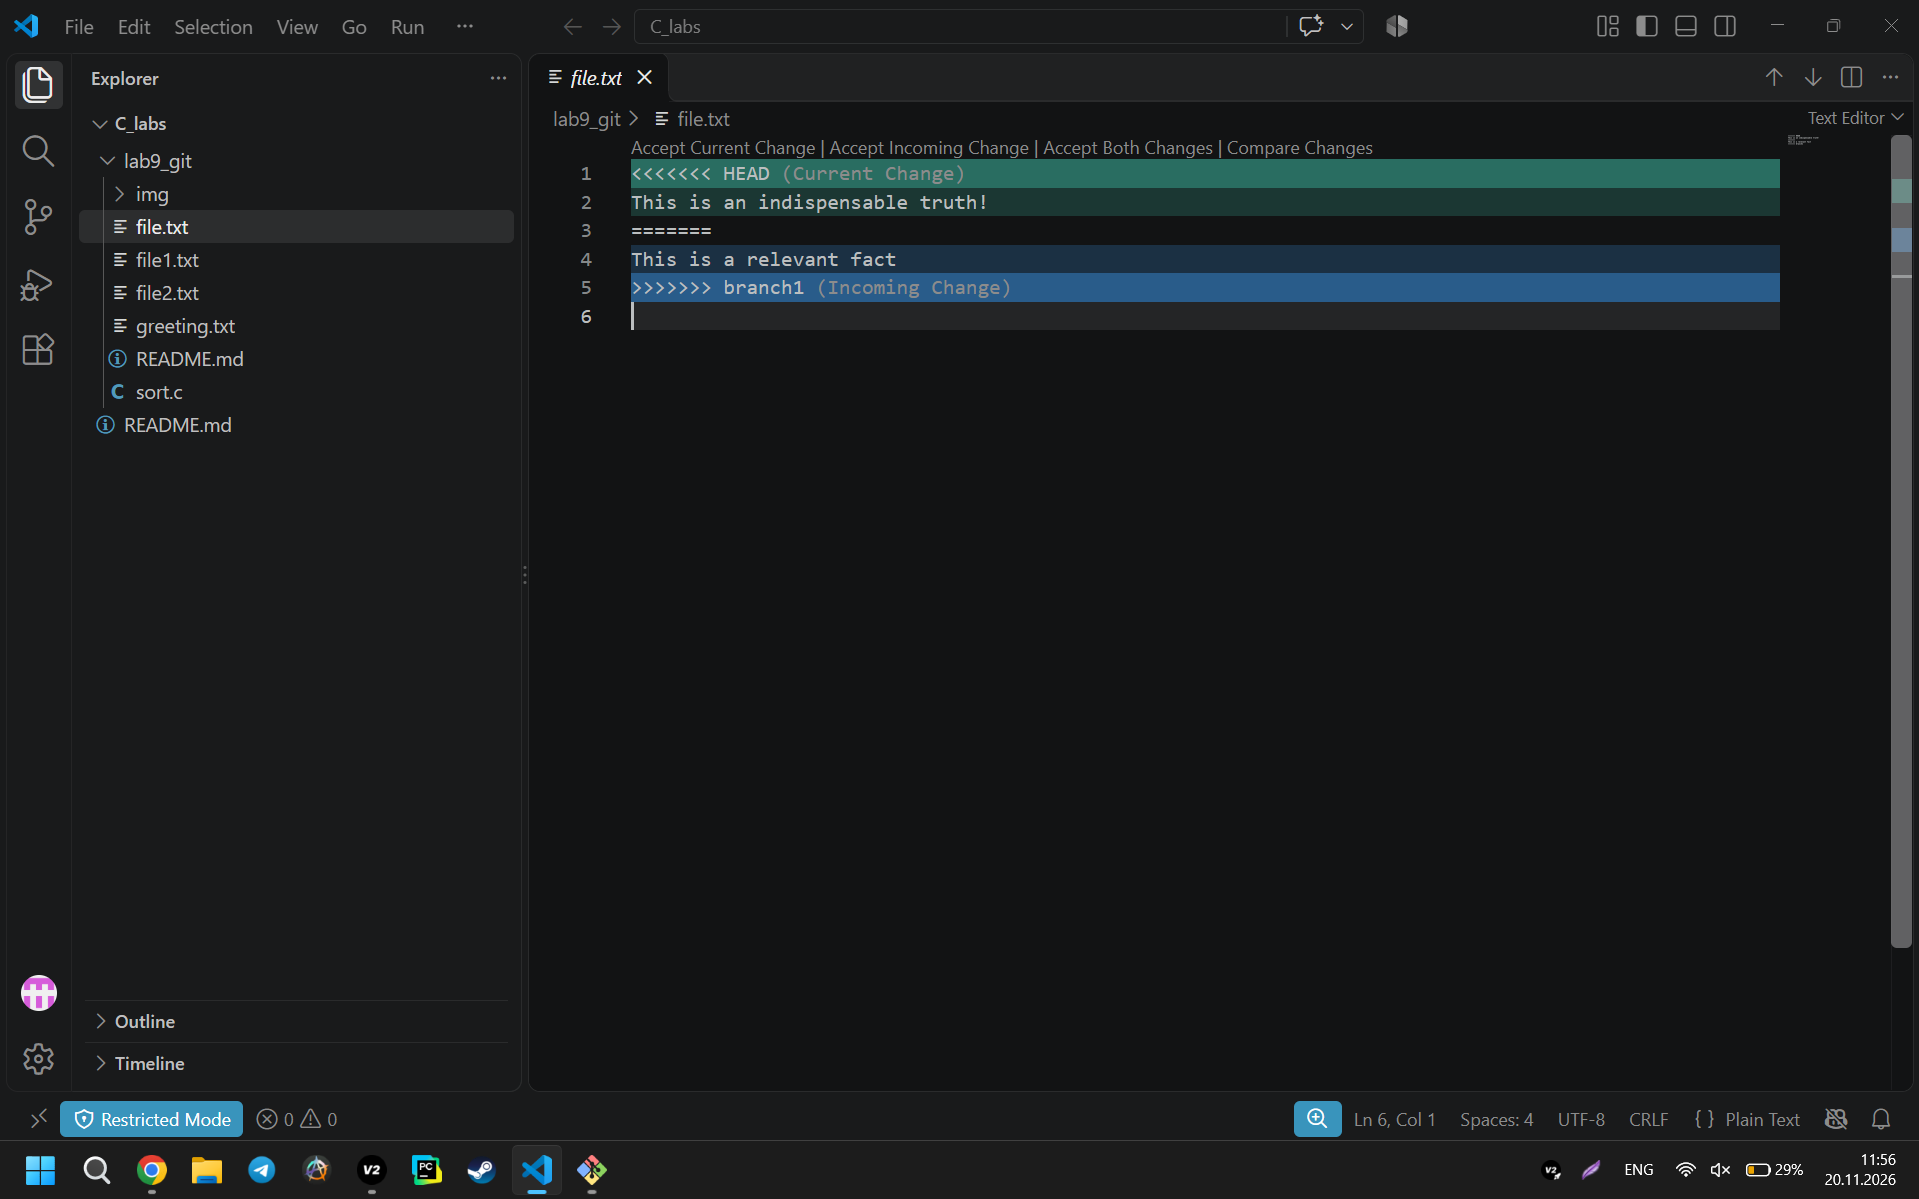 File Edit Selection View Go Run ··· C_labs
Explorer ···
C_labs
lab9_git
img
file.txt
file1.txt
file2.txt
greeting.txt
README.md
C sort.c
README.md
Outline
Timeline
file.txt
lab9_git > file.txt
Text Editor
Accept Current Change | Accept Incoming Change | Accept Both Changes | Compare Changes
1 <<<<<<< HEAD (Current Change)
2 This is an indispensable truth!
3 =======
4 This is a relevant fact
5 >>>>>>> branch1 (Incoming Change)
6
Restricted Mode 0 0 Ln 6, Col 1 Spaces: 4 UTF-8 CRLF {} Plain Text
V2 PC V2 ENG 29% 11:56
20.11.2026